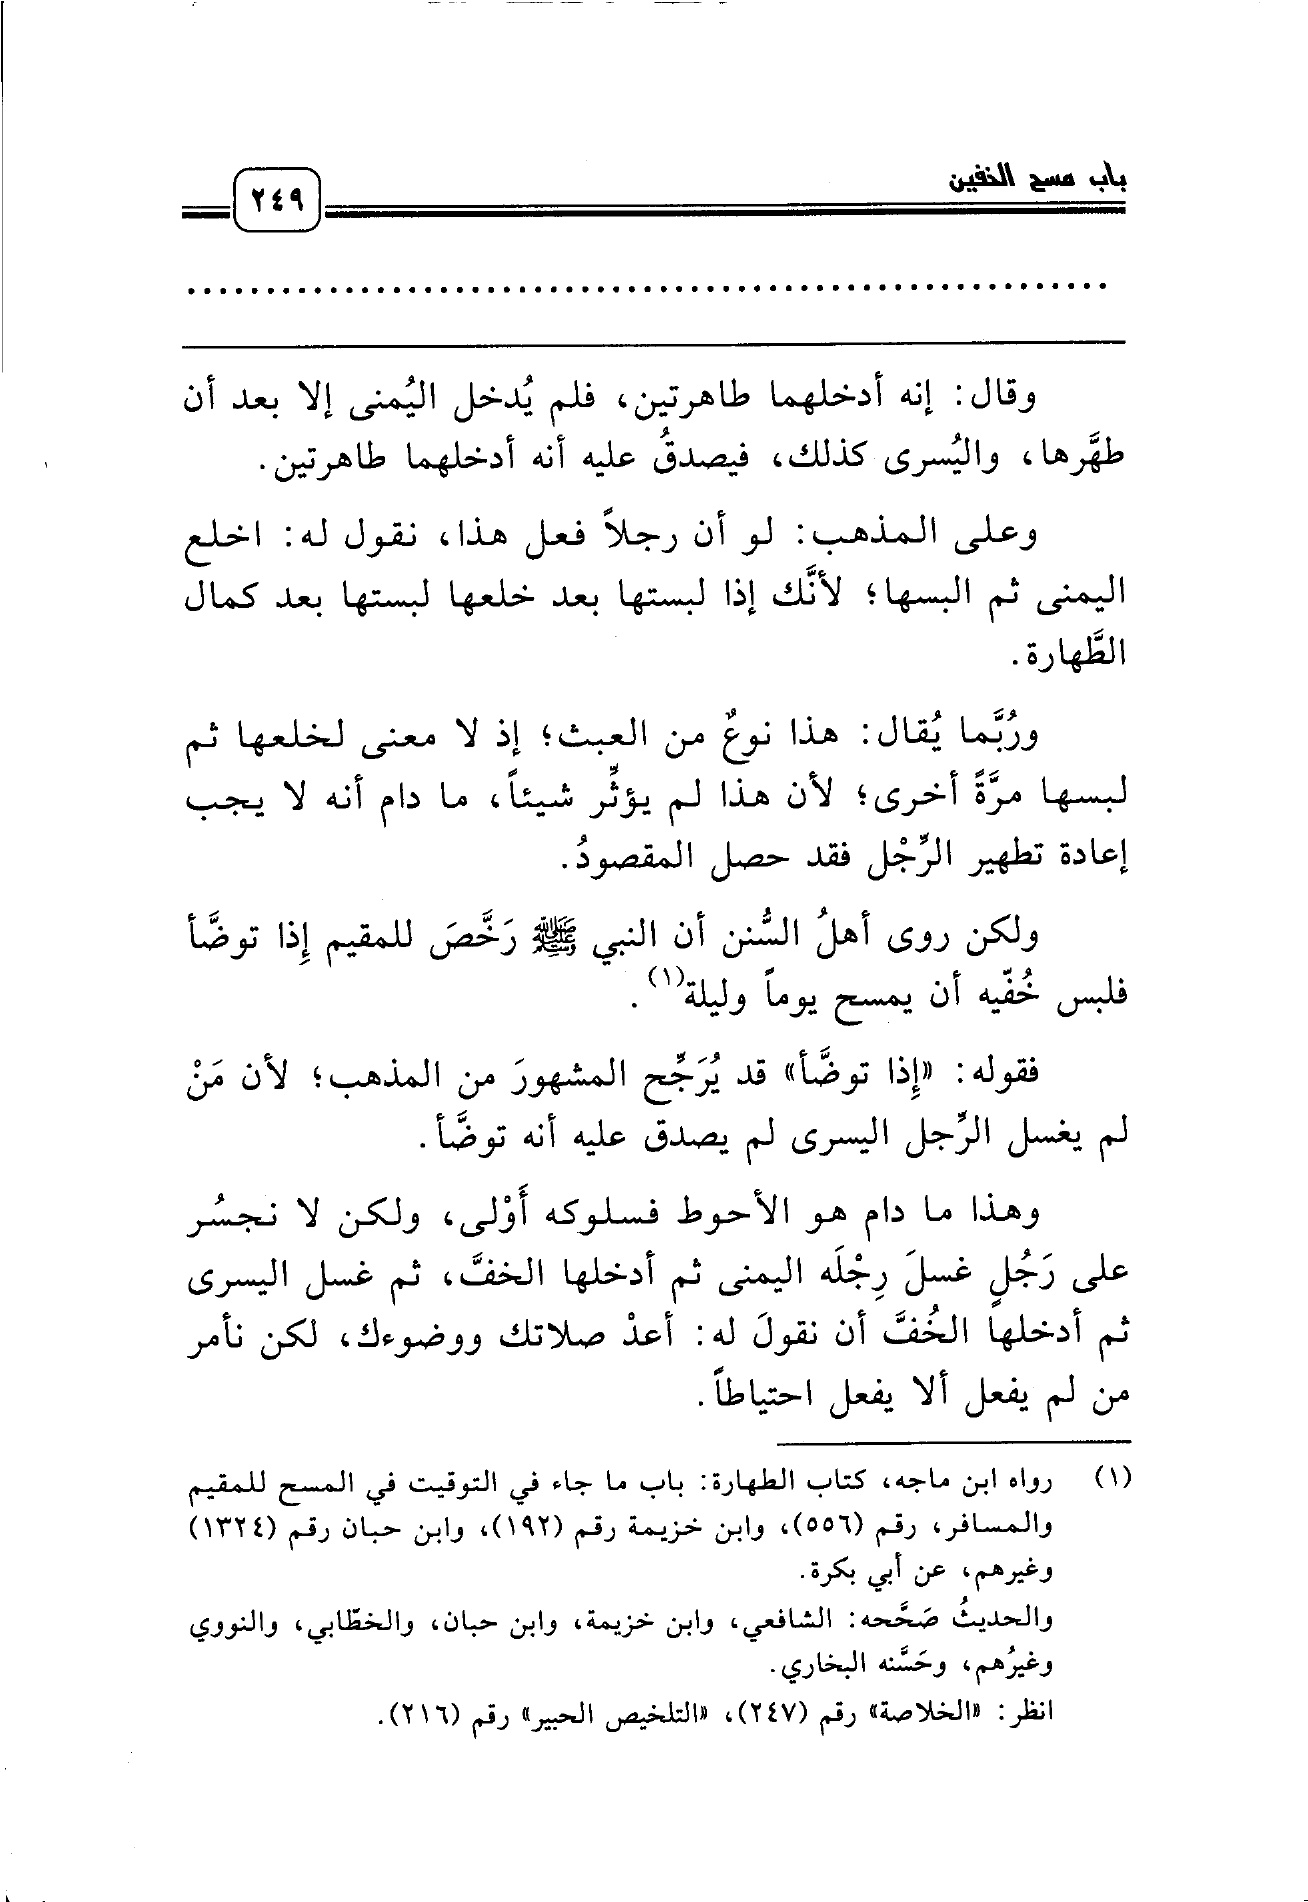 باب مسح الخفين
٢٤٩
وقال: إنه أدخلهما طاهرتين، فلم يُدخل اليُمنى إلا بعد أن
طهَّرها، واليُسرى كذلك، فيصدقُ عليه أنه أدخلهما طاهرتين.
وعلى المذهب: لو أن رجلاً فعل هذا، نقول له: اخلع
اليمنى ثم البسها؛ لأنَّك إذا لبستها بعد خلعها لبستها بعد كمال
الطَّهارة.
ورُبَّما يُقال: هذا نوعٌ من العبث؛ إذ لا معنى لخلعها ثم
لبسها مرَّةً أخرى؛ لأن هذا لم يؤثِّر شيئاً، ما دام أنه لا يجب
إعادة تطهير الرِّجْل فقد حصل المقصودُ.
ولكن روى أهلُ السُّنن أن النبي ﷺ رَخَّصَ للمقيم إِذا توضَّأ
فلبس خُفّيه أن يمسح يوماً وليلة(١).
فقوله: «إِذا توضَّأ» قد يُرَجِّح المشهورَ من المذهب؛ لأن مَنْ
لم يغسل الرِّجل اليسرى لم يصدق عليه أنه توضَّأ.
وهذا ما دام هو الأحوط فسلوكه أَوْلى، ولكن لا نجسُر
على رَجُلٍ غسلَ رِجْلَه اليمنى ثم أدخلها الخفَّ، ثم غسل اليسرى
ثم أدخلها الخُفَّ أن نقولَ له: أعدْ صلاتك ووضوءك، لكن نأمر
من لم يفعل ألا يفعل احتياطاً.
(١) رواه ابن ماجه، كتاب الطهارة: باب ما جاء في التوقيت في المسح للمقيم
والمسافر، رقم (٥٥٦)، وابن خزيمة رقم (١٩٢)، وابن حبان رقم (١٣٢٤)
وغيرهم، عن أبي بكرة.
والحديثُ صَحَّحه: الشافعي، وابن خزيمة، وابن حبان، والخطّابي، والنووي
وغيرُهم، وحَسَّنه البخاري.
انظر: «الخلاصة» رقم (٢٤٧)، «التلخيص الحبير» رقم (٢١٦).